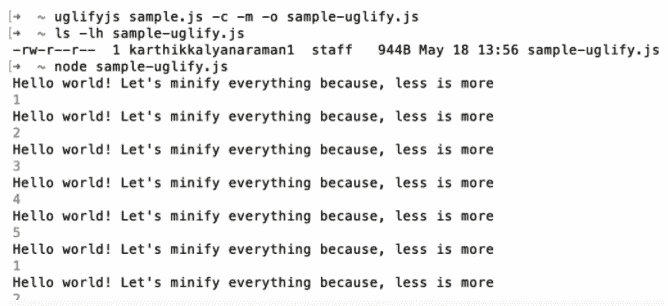 [➜  ~ uglifyjs sample.js -c -m -o sample-uglify.js
[➜  ~ ls -lh sample-uglify.js
-rw-r--r--  1 karthikkalyanaraman1  staff   944B May 18 13:56 sample-uglify.js
[➜  ~ node sample-uglify.js
Hello world! Let's minify everything because, less is more
1
Hello world! Let's minify everything because, less is more
2
Hello world! Let's minify everything because, less is more
3
Hello world! Let's minify everything because, less is more
4
Hello world! Let's minify everything because, less is more
5
Hello world! Let's minify everything because, less is more
1
Hello world! Let's minify everything because, less is more